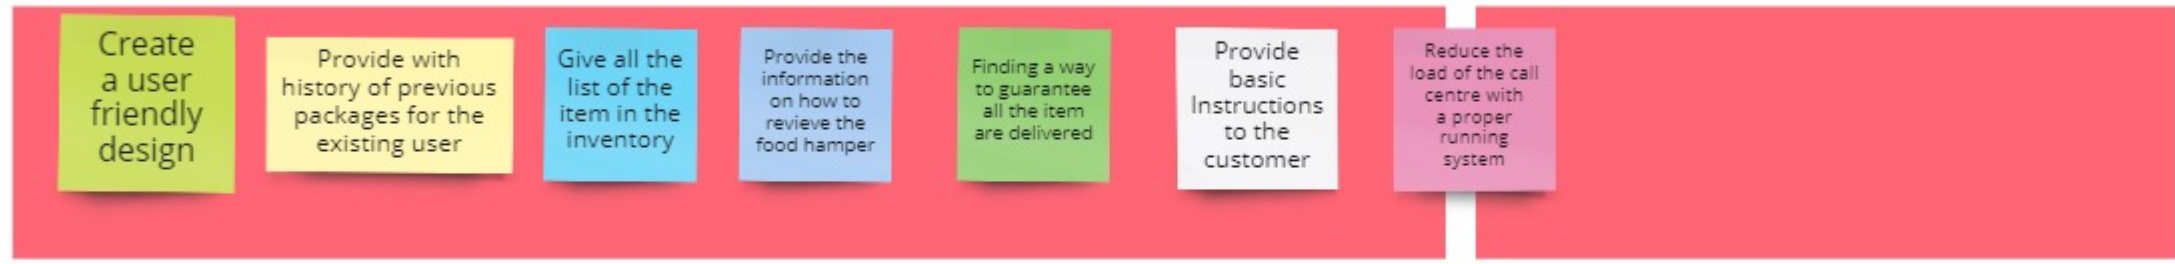 Create
a user
friendly
design
Provide with
history of previous
packages for the
existing user
Give all the
list of the
item in the
inventory
Provide the
information
on how to
revieve the
food hamper
Finding a way
to guarantee
all the item
are delivered
Provide
basic
Instructions
to the
customer
Reduce the
load of the call
centre with
a proper
running
system